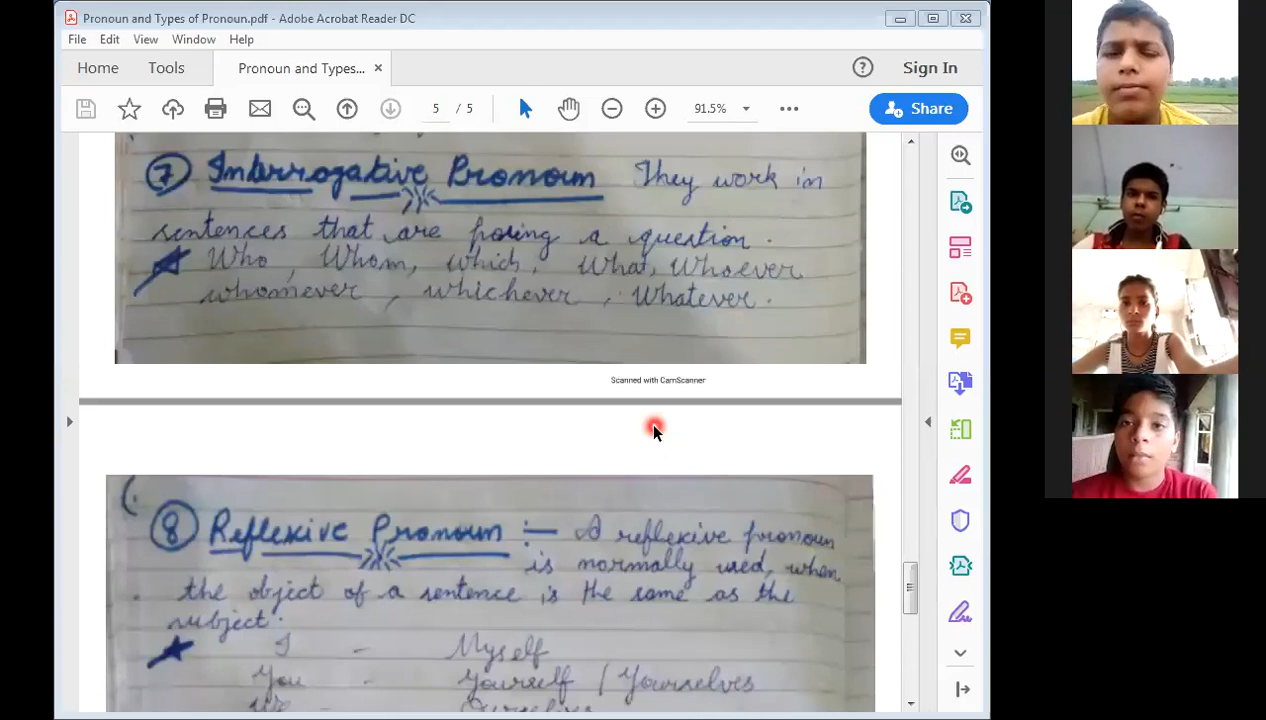 Pronoun and Types of Pronoun.pdf - Adobe Acrobat Reader DC
File Edit View Window Help
Home Tools Pronoun and Types... × Sign In
5 / 5 91.5% Share
7 Interrogative Pronoun They work in
sentences that are posing a question.
Who, Whom, which, What, Whoever
whomever, whichever, Whatever.
Scanned with CamScanner
8 Reflexive Pronoun :- A reflexive pronoun
is normally used, when
the object of a sentence is the same as the
subject.
I - Myself
You - Yourself / Yourselves
We - Ourselves